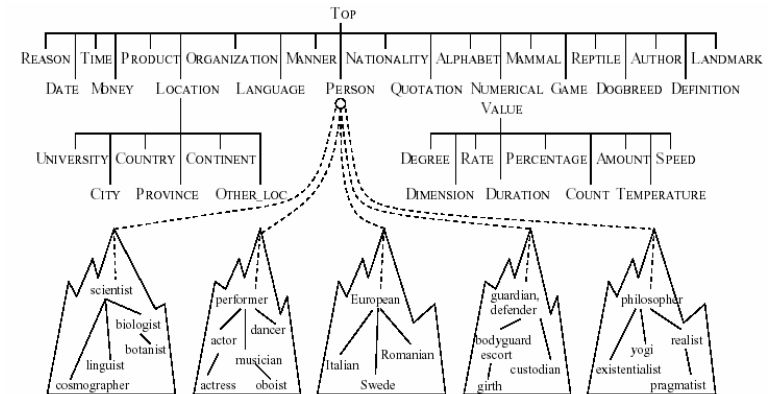 TOP
REASON TIME PRODUCT ORGANIZATION MANNER NATIONALITY ALPHABET MAMMAL REPTILE AUTHOR LANDMARK
DATE MONEY LOCATION LANGUAGE PERSON QUOTATION NUMERICAL VALUE GAME DOGBREED DEFINITION
UNIVERSITY COUNTRY CONTINENT DEGREE RATE PERCENTAGE AMOUNT SPEED
CITY PROVINCE OTHER_LOC DIMENSION DURATION COUNT TEMPERATURE
scientist
biologist
botanist
linguist
cosmographer
performer
dancer
actor
musician
actress
oboist
European
Romanian
Italian
Swede
guardian,
defender
bodyguard
escort
custodian
girth
philosopher
realist
yogi
existentialist
pragmatist